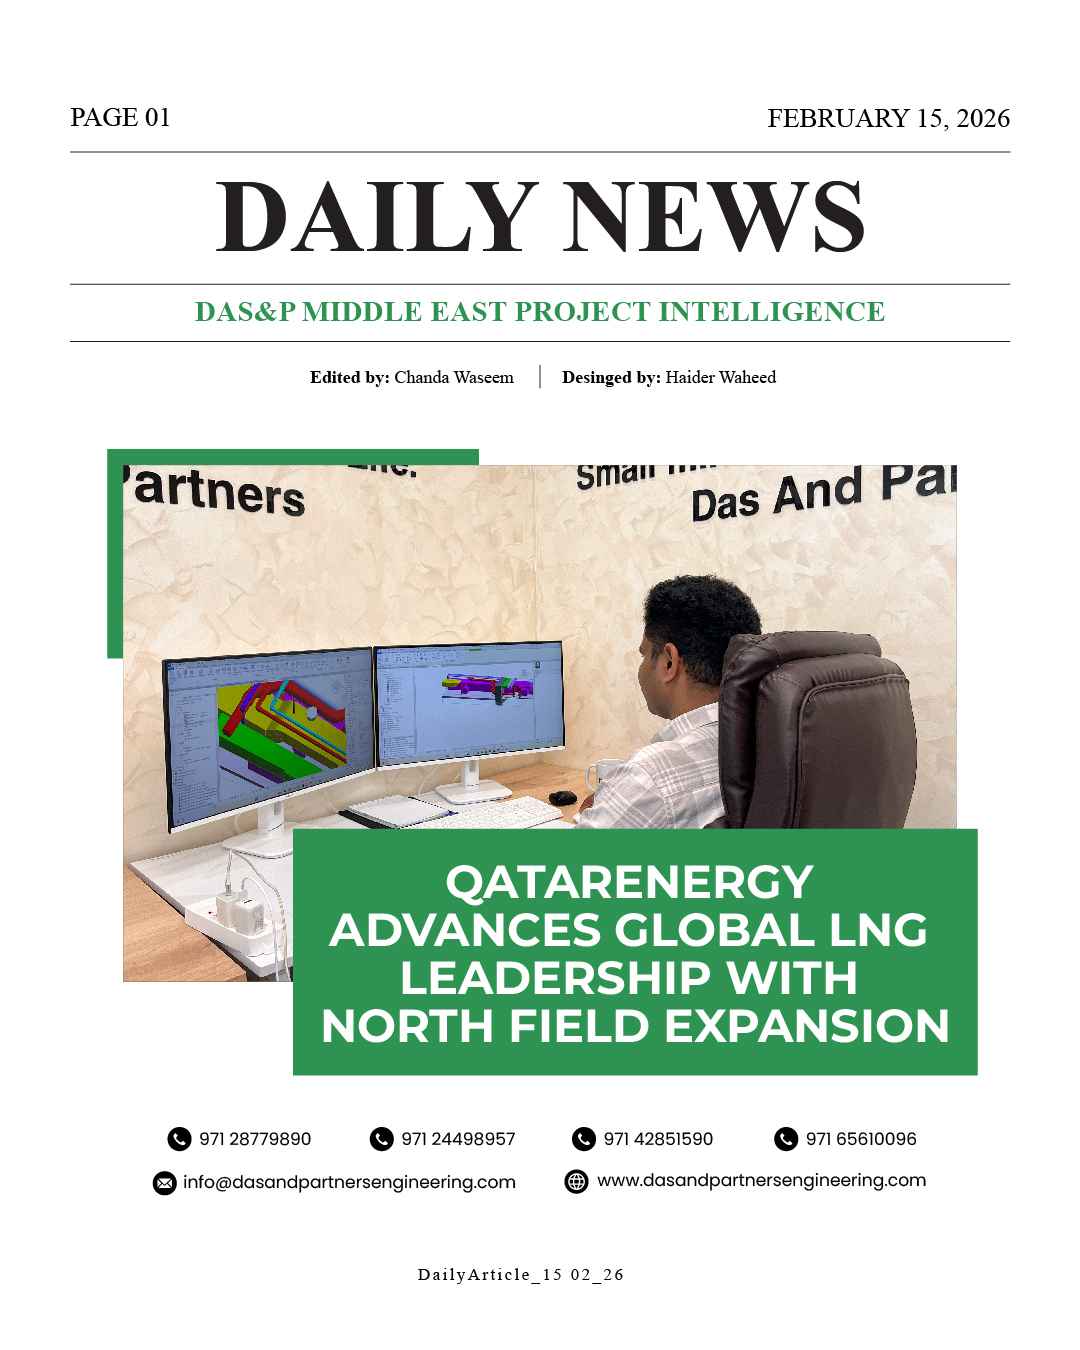 PAGE 01
FEBRUARY 15, 2026
DAILY NEWS
DAS&P MIDDLE EAST PROJECT INTELLIGENCE
Edited by: Chanda Waseem
Desinged by: Haider Waheed
artners
Small
Das And
QATARENERGY
ADVANCES GLOBAL LNG
LEADERSHIP WITH
NORTH FIELD EXPANSION
971 28779890
971 24498957
971 42851590
971 65610096
info@dasandpartnersengineering.com
www.dasandpartnersengineering.com
DailyArticle_15 02_26